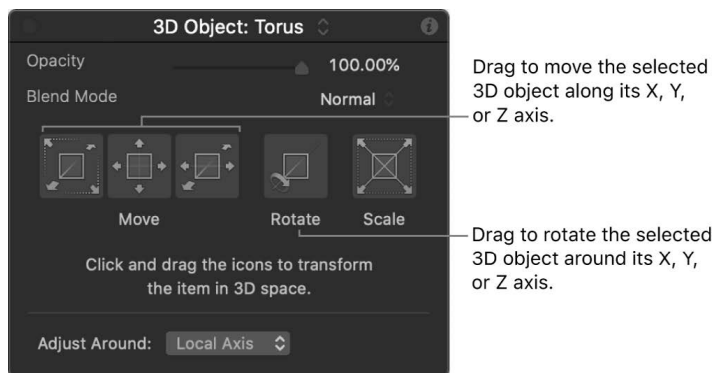 3D Object: Torus
Opacity
100.00%
Blend Mode
Normal
Move
Rotate
Scale
Click and drag the icons to transform
the item in 3D space.
Adjust Around:
Local Axis
Drag to move the selected
3D object along its X, Y,
or Z axis.
Drag to rotate the selected
3D object around its X, Y,
or Z axis.